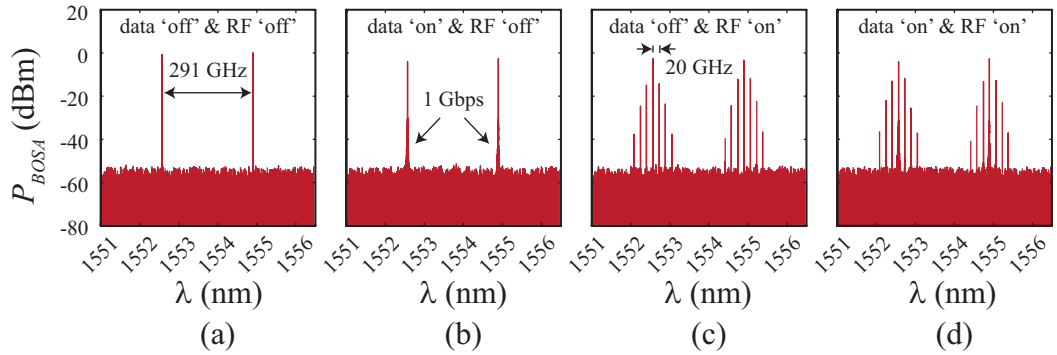 data ‘off’ & RF ‘off’
data ‘on’ & RF ‘off’
data ‘off’ & RF ‘on’
data ‘on’ & RF ‘on’
P_BOSA (dBm)
20
0
-20
-40
-60
-80
291 GHz
1 Gbps
20 GHz
1551 1552 1553 1554 1555 1556
1551 1552 1553 1554 1555 1556
1551 1552 1553 1554 1555 1556
1551 1552 1553 1554 1555 1556
λ (nm)
λ (nm)
λ (nm)
λ (nm)
(a)
(b)
(c)
(d)